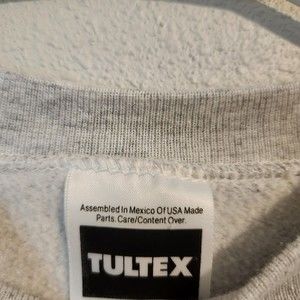 Assembled In Mexico Of USA Made
Parts. Care/Content Over.
TULTEX